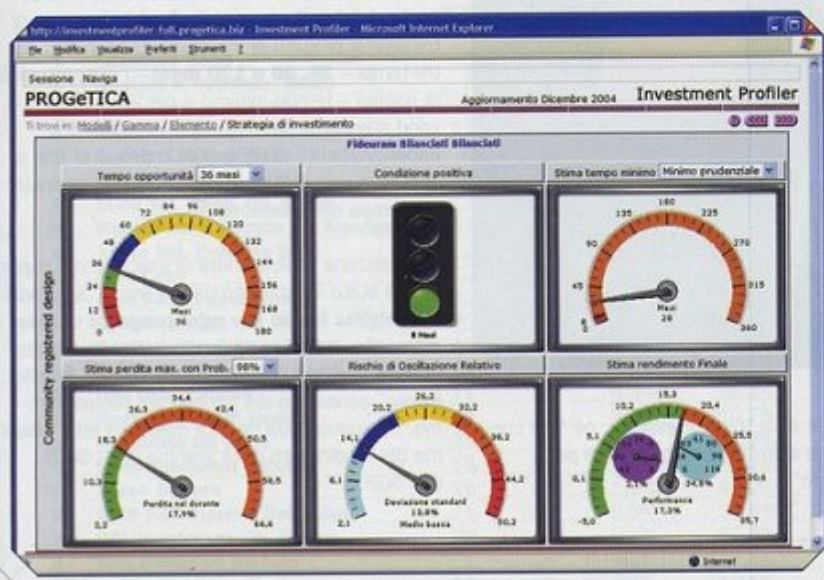 http://investmentprofiler-full.progetica.biz - Investment Profiler - Microsoft Internet Explorer
File Modifica Visualizza Preferiti Strumenti ?
Sessione Naviga
PROGeTICA Aggiornamento Dicembre 2004 Investment Profiler
Ti trovi in: Modelli / Gamma / Elemento / Strategia di investimento
Fideuram Bilanciati Bilanciati
Tempo opportunità 36 mesi
Condizione positiva
Stima tempo minimo Minimo prudenziale
0 12 24 36 48 60 72 84 96 108 120 132 144 156 168 180
Mesi
36
8 Mesi
45 90 135 180 225 270 315 360
Mesi
28
Community registered design
Stima perdita max. con Prob. 98%
Rischio di Oscillazione Relativo
Stima rendimento Finale
2,2 10,3 18,3 26,3 34,4 42,4 50,5 58,5 66,6
Perdita nel durante
17,9%
2,1 8,1 14,1 20,2 26,2 32,2 38,2 44,2 50,2
Deviazione standard
13,8%
Medio bassa
-5,0 0,1 5,1 10,2 15,3 20,4 25,5 30,6 35,7
2,1% 34,8%
Performance
17,3%
Internet